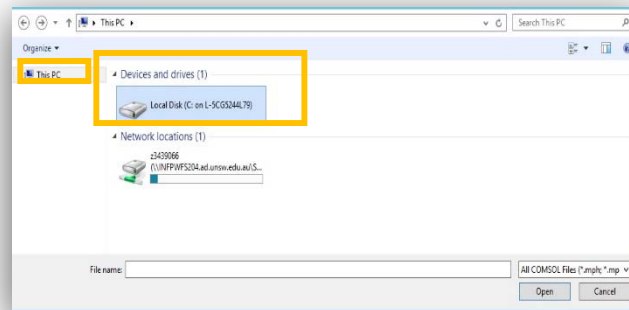 This PC
Search This PC
Organize
This PC
Devices and drives (1)
Local Disk (C: on L-5CG5244L79)
Network locations (1)
z3439066
(\\INFPWFS204.ad.unsw.edu.au\S...
File name:
All COMSOL Files (*.mph; *.mp
Open
Cancel